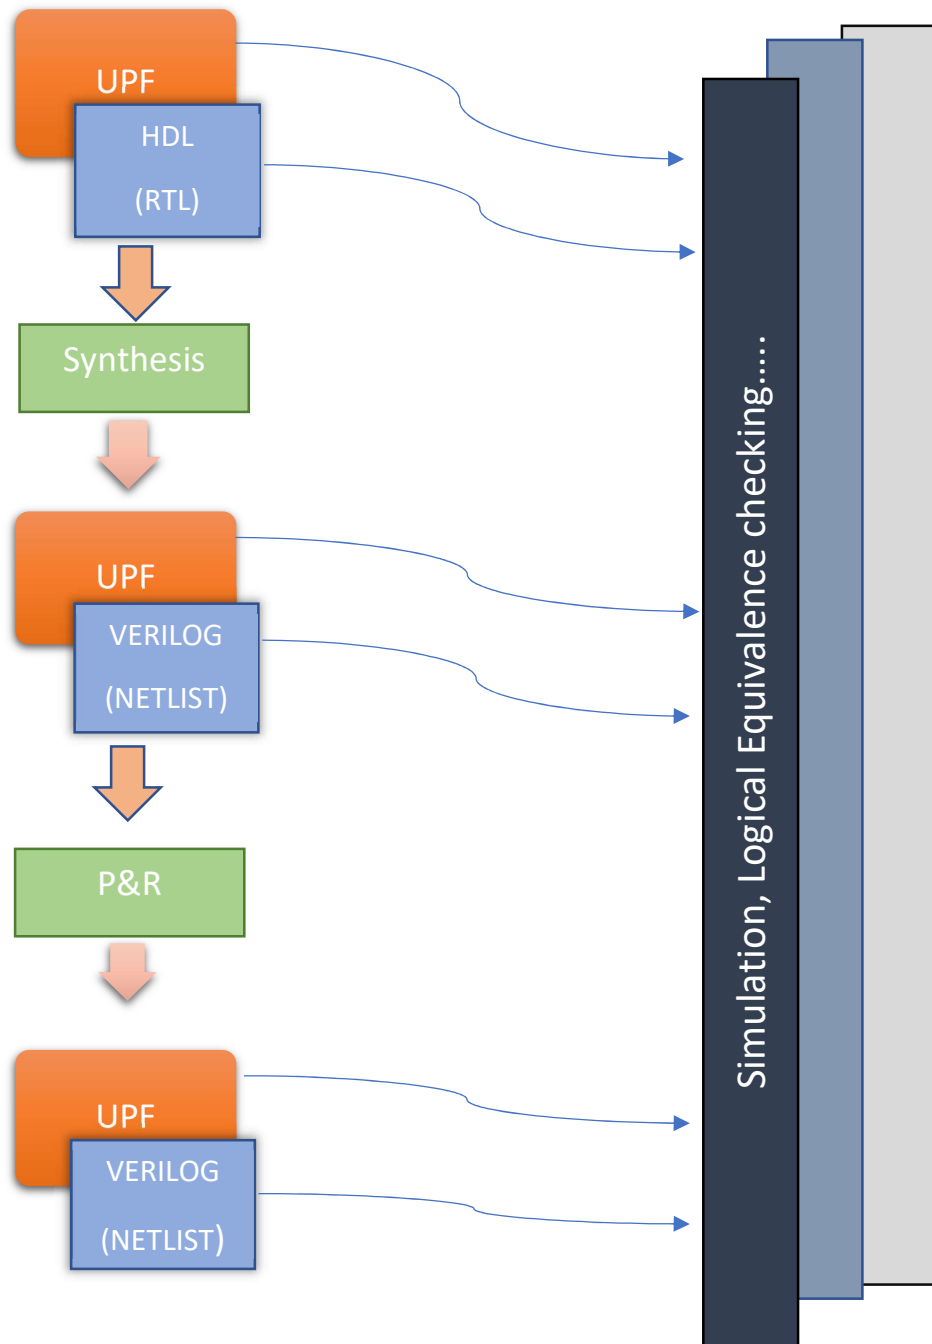 UPF
HDL
(RTL)
Synthesis
UPF
VERILOG
(NETLIST)
P&R
UPF
VERILOG
(NETLIST)
Simulation, Logical Equivalence checking.....